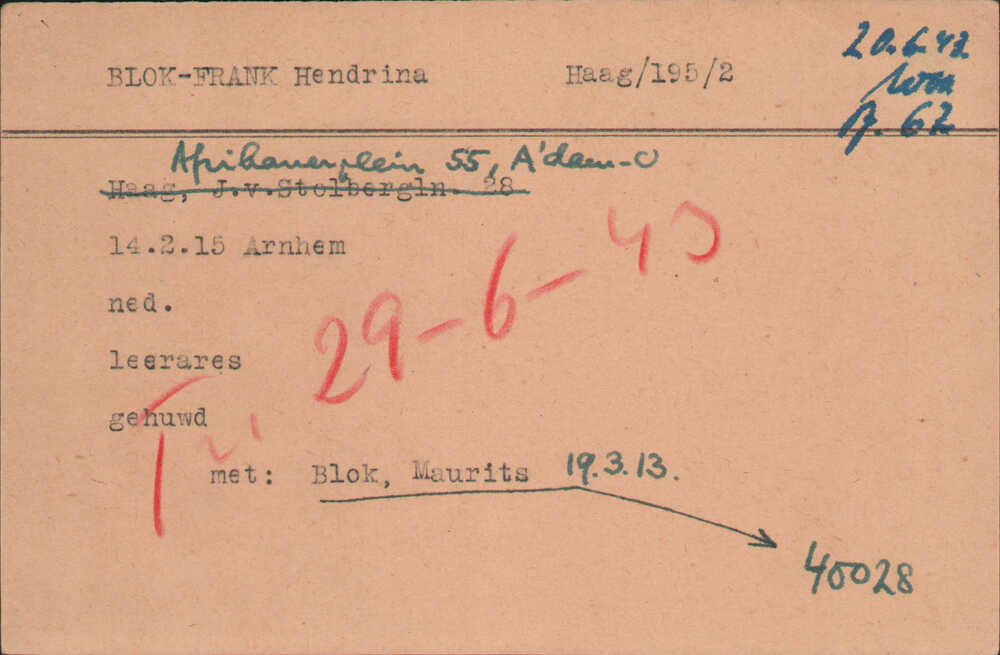 BLOK-FRANK Hendrina Haag/195/2
20.6.43
B. 62
Afrikanerplein 55, A'dam-O
Haag, J.v.Stolbergln. 28
14.2.15 Arnhem
ned.
29-6-43
leerares
gehuwd
met: Blok, Maurits 19.3.13.
40028